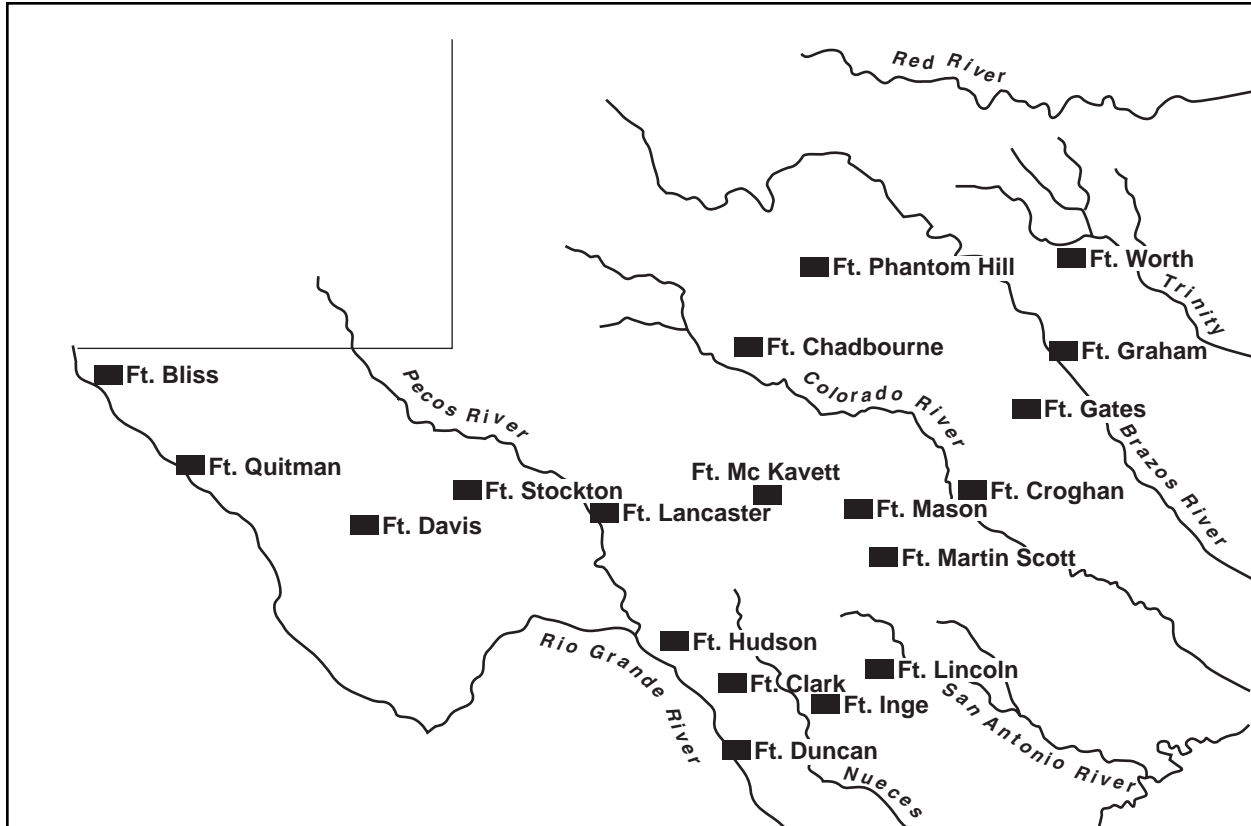 Red River
Ft. Phantom Hill
Ft. Worth
Trinity
Ft. Chadbourne
Ft. Graham
Ft. Bliss
Pecos River
Colorado River
Ft. Gates
Brazos River
Ft. Quitman
Ft. Mc Kavett
Ft. Stockton
Ft. Croghan
Ft. Lancaster
Ft. Mason
Ft. Davis
Ft. Martin Scott
Ft. Hudson
Rio Grande River
Ft. Lincoln
Ft. Clark
Ft. Inge
San Antonio River
Ft. Duncan
Nueces